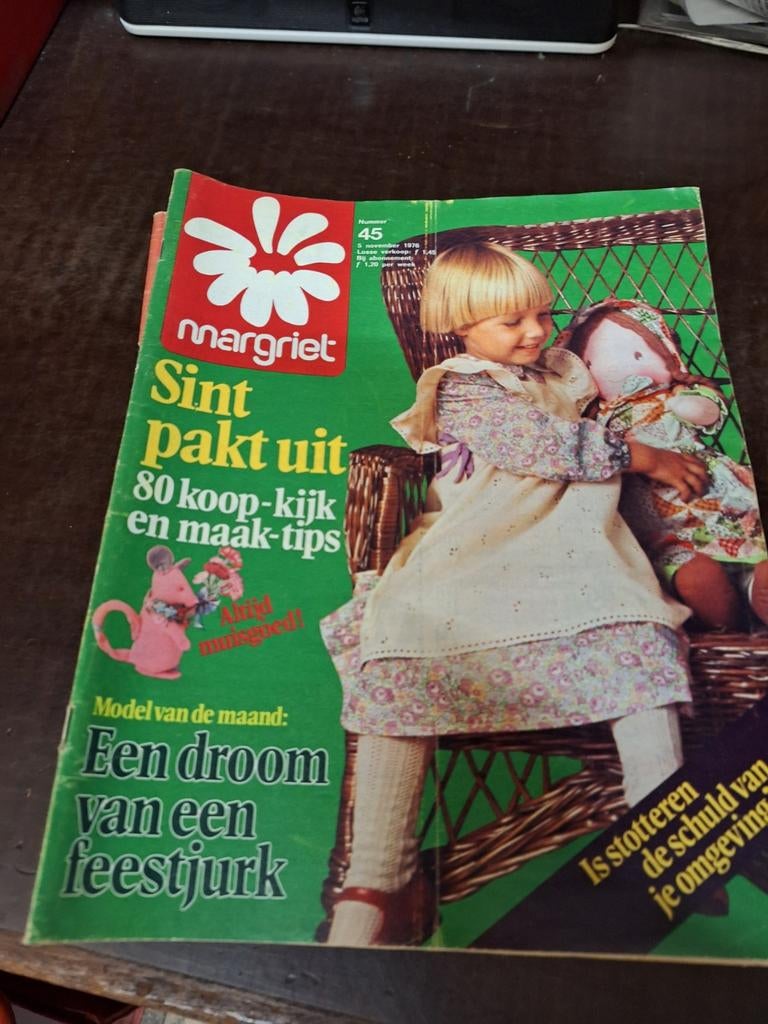 Nummer
45
5 november 1976
Losse verkoop: ƒ 1,45
Bij abonnement:
ƒ 1,20 per week
margriet
Sint
pakt uit
80 koop-kijk
en maak-tips
Altijd
muisgoed!
Model van de maand:
Een droom
van een
feestjurk
Is stotteren
de schuld van
je omgeving